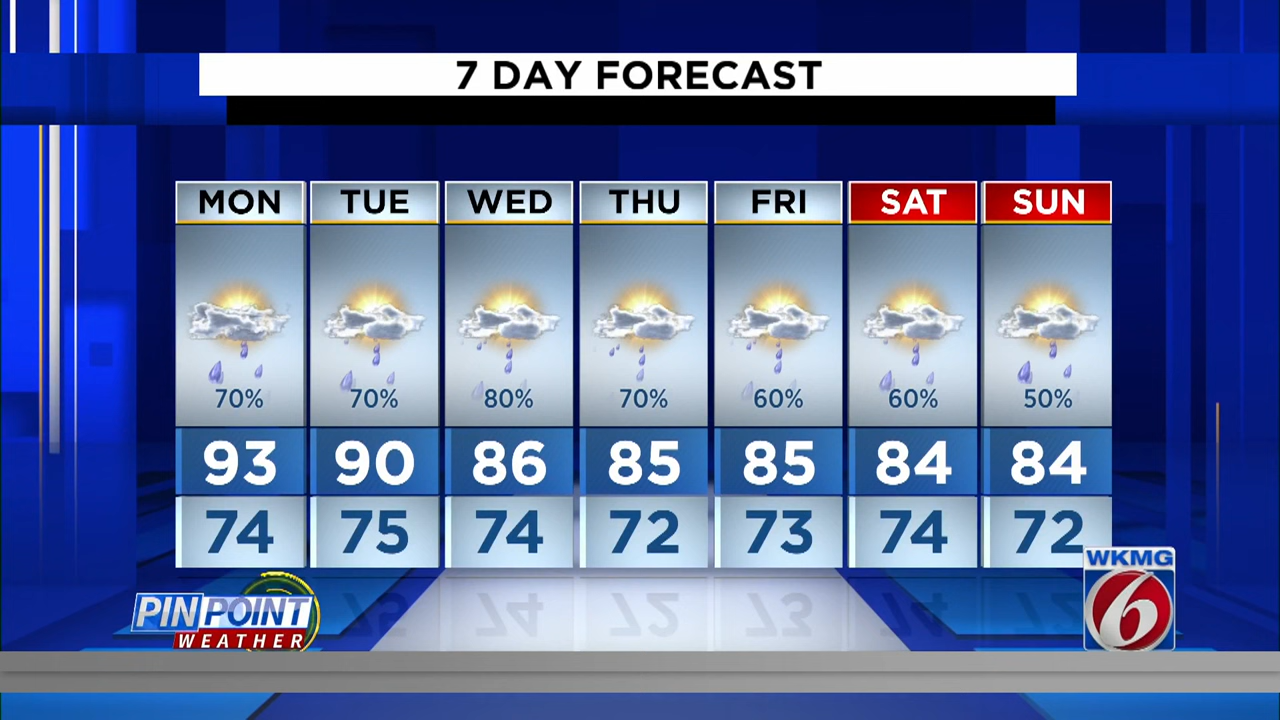 7 DAY FORECAST
MON TUE WED THU FRI SAT SUN
70% 70% 80% 70% 60% 60% 50%
93 90 86 85 85 84 84
74 75 74 72 73 74 72
PINPOINT
WEATHER
WKMG
6